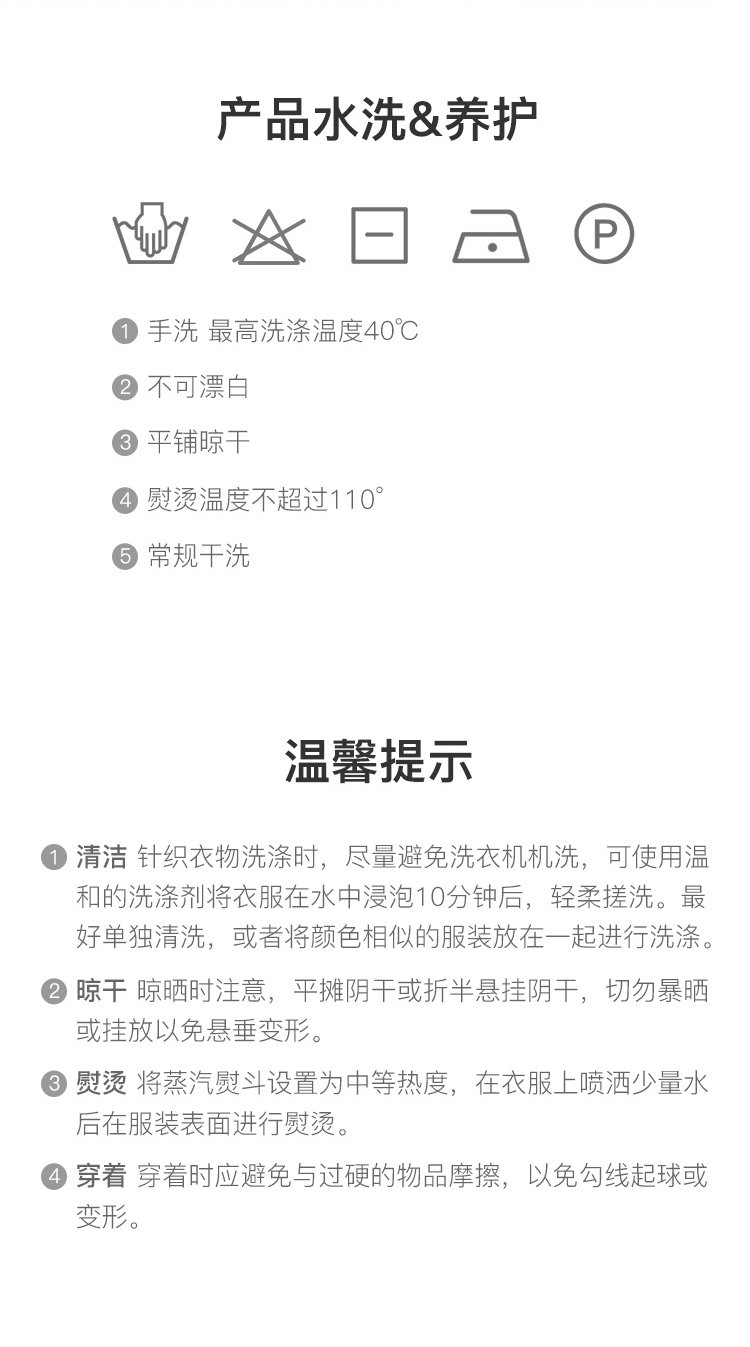 产品水洗&养护
P
1 手洗 最高洗涤温度40℃
2 不可漂白
3 平铺晾干
4 熨烫温度不超过110°
5 常规干洗
温馨提示
1 清洁 针织衣物洗涤时，尽量避免洗衣机机洗，可使用温
和的洗涤剂将衣服在水中浸泡10分钟后，轻柔搓洗。最
好单独清洗，或者将颜色相似的服装放在一起进行洗涤。
2 晾干 晾晒时注意，平摊阴干或折半悬挂阴干，切勿暴晒
或挂放以免悬垂变形。
3 熨烫 将蒸汽熨斗设置为中等热度，在衣服上喷洒少量水
后在服装表面进行熨烫。
4 穿着 穿着时应避免与过硬的物品摩擦，以免勾线起球或
变形。